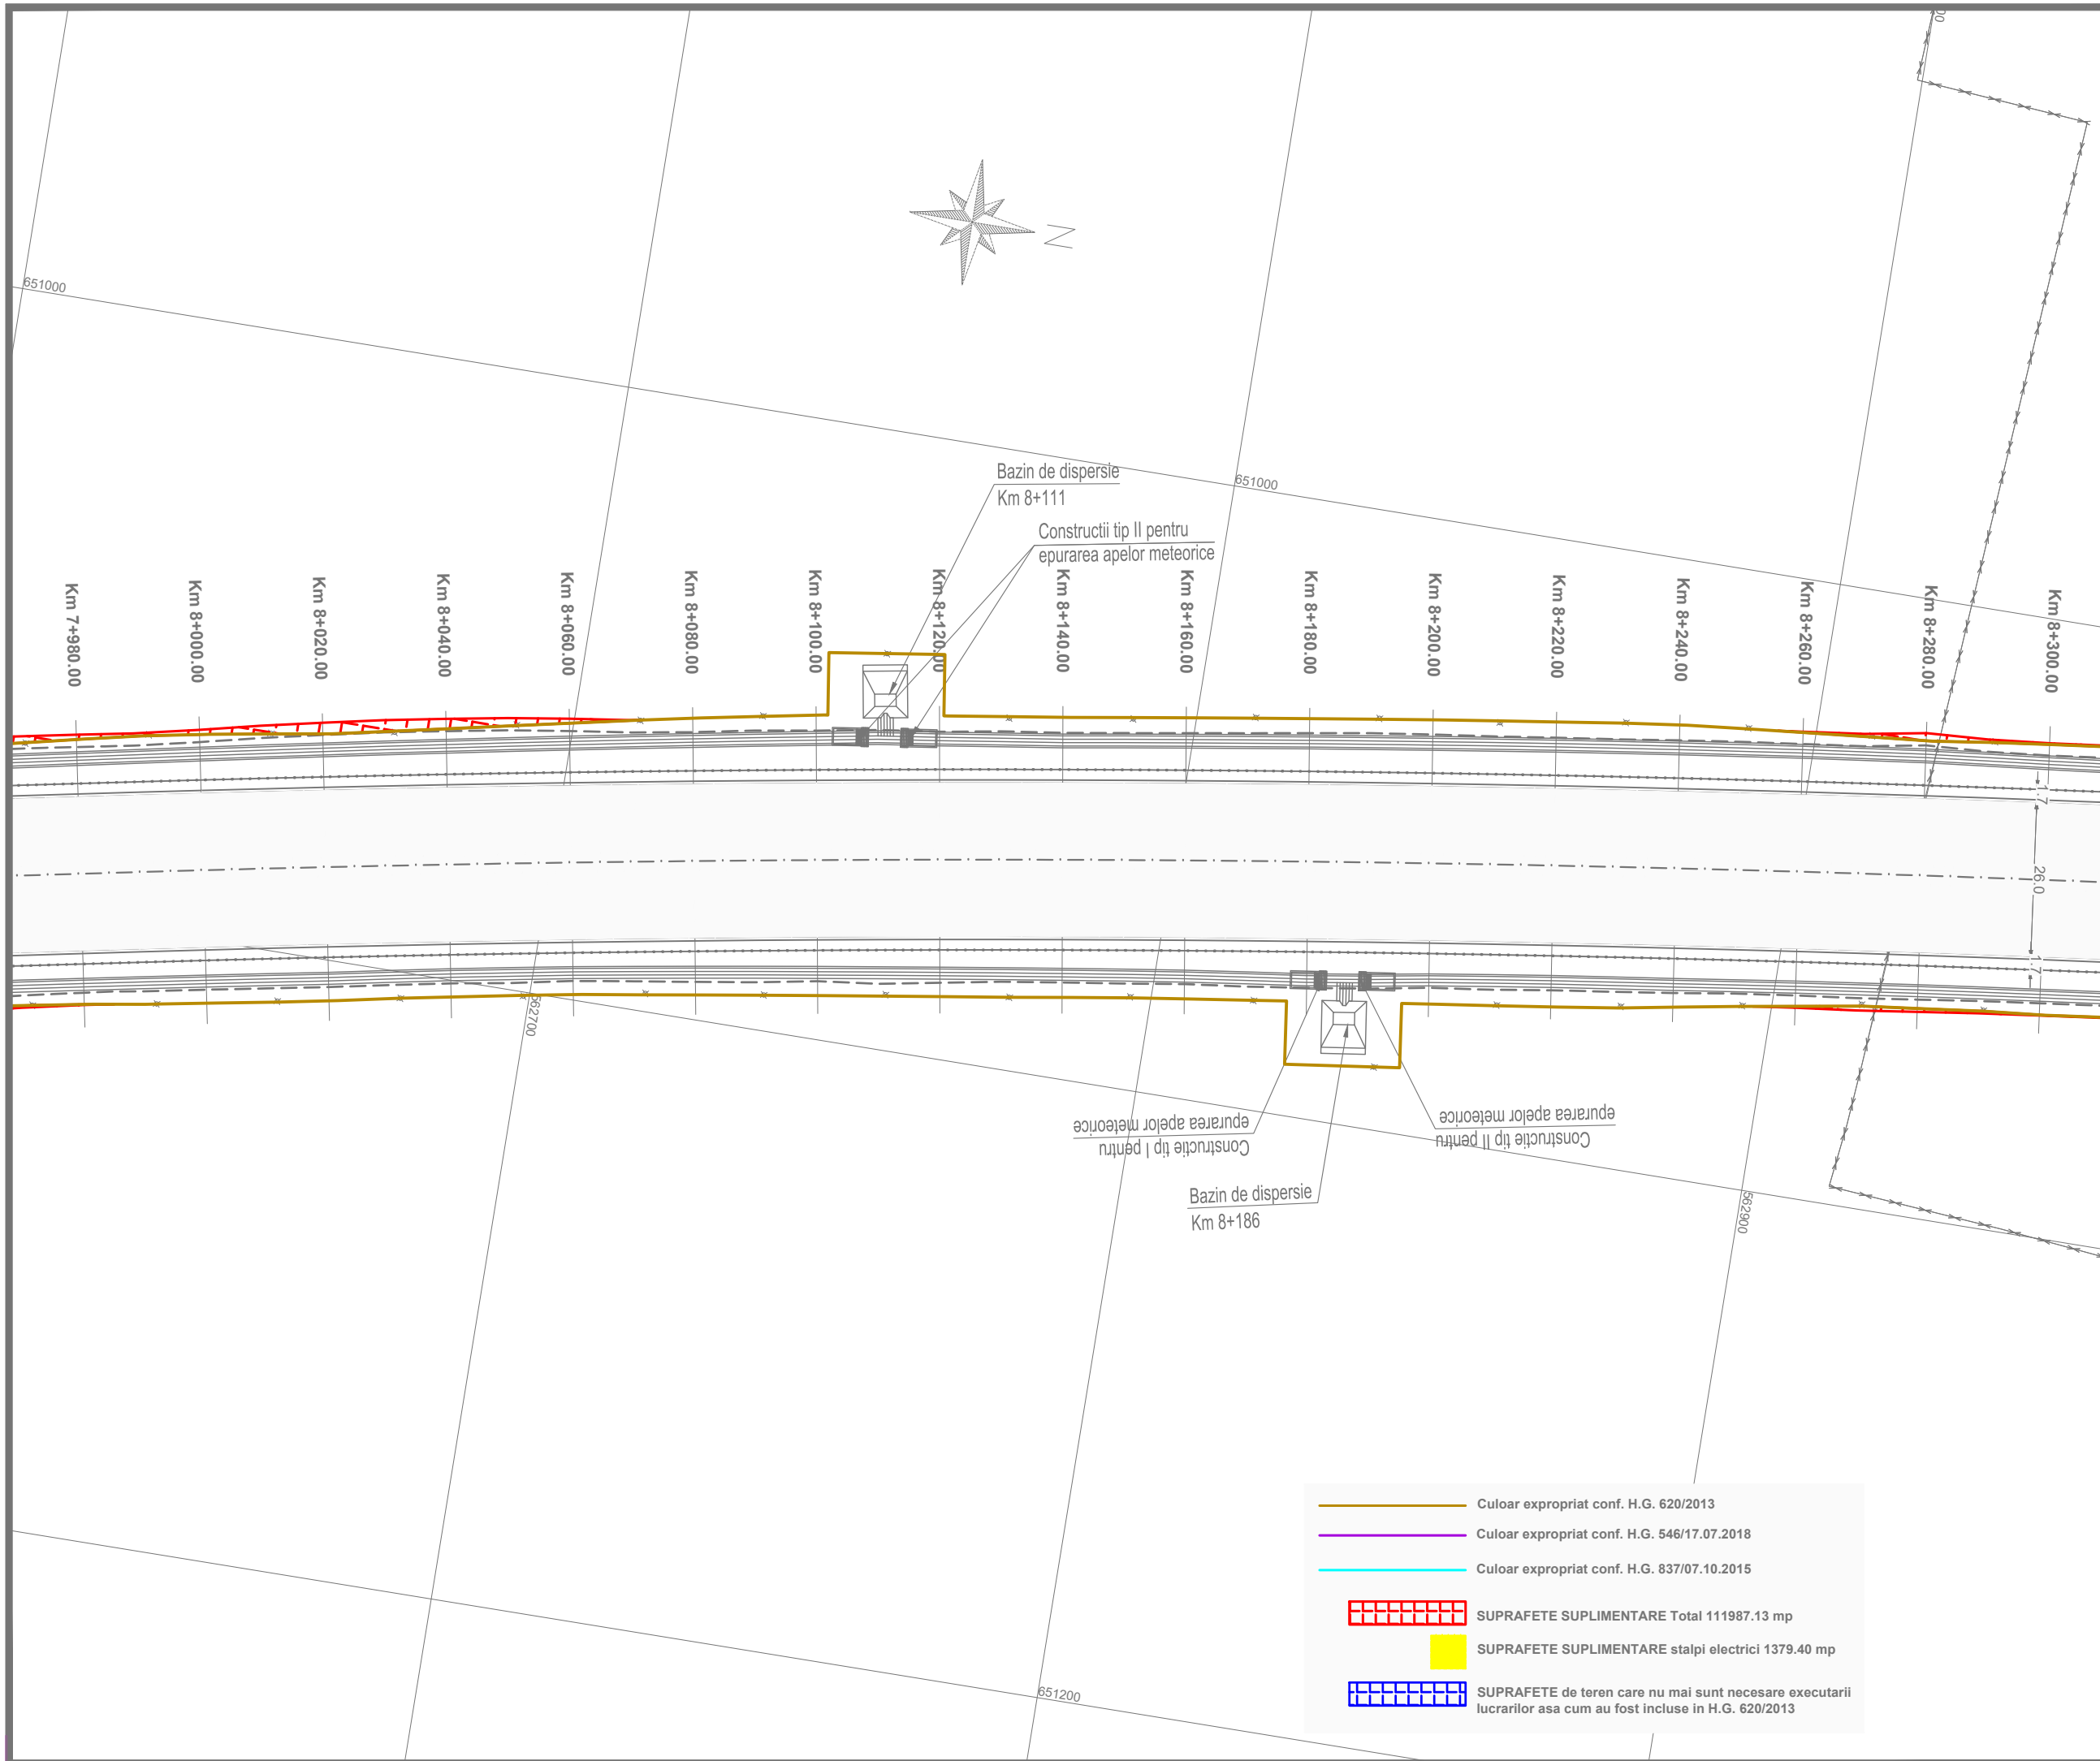 00
N
651000
Bazin de dispersie
Km 8+111
651000
Constructii tip II pentru
epurarea apelor meteorice
Km 7+980.00
Km 8+000.00
Km 8+020.00
Km 8+040.00
Km 8+060.00
Km 8+080.00
Km 8+100.00
Km 8+120.00
Km 8+140.00
Km 8+160.00
Km 8+180.00
Km 8+200.00
Km 8+220.00
Km 8+240.00
Km 8+260.00
Km 8+280.00
Km 8+300.00
1.7
26.0
1.7
562700
Constructie tip I pentru
epurarea apelor meteorice
Constructie tip II pentru
epurarea apelor meteorice
Bazin de dispersie
Km 8+186
562900
Culoar expropriat conf. H.G. 620/2013
Culoar expropriat conf. H.G. 546/17.07.2018
Culoar expropriat conf. H.G. 837/07.10.2015
SUPRAFETE SUPLIMENTARE Total 111987.13 mp
SUPRAFETE SUPLIMENTARE stalpi electrici 1379.40 mp
SUPRAFETE de teren care nu mai sunt necesare executarii
lucrarilor asa cum au fost incluse in H.G. 620/2013
651200